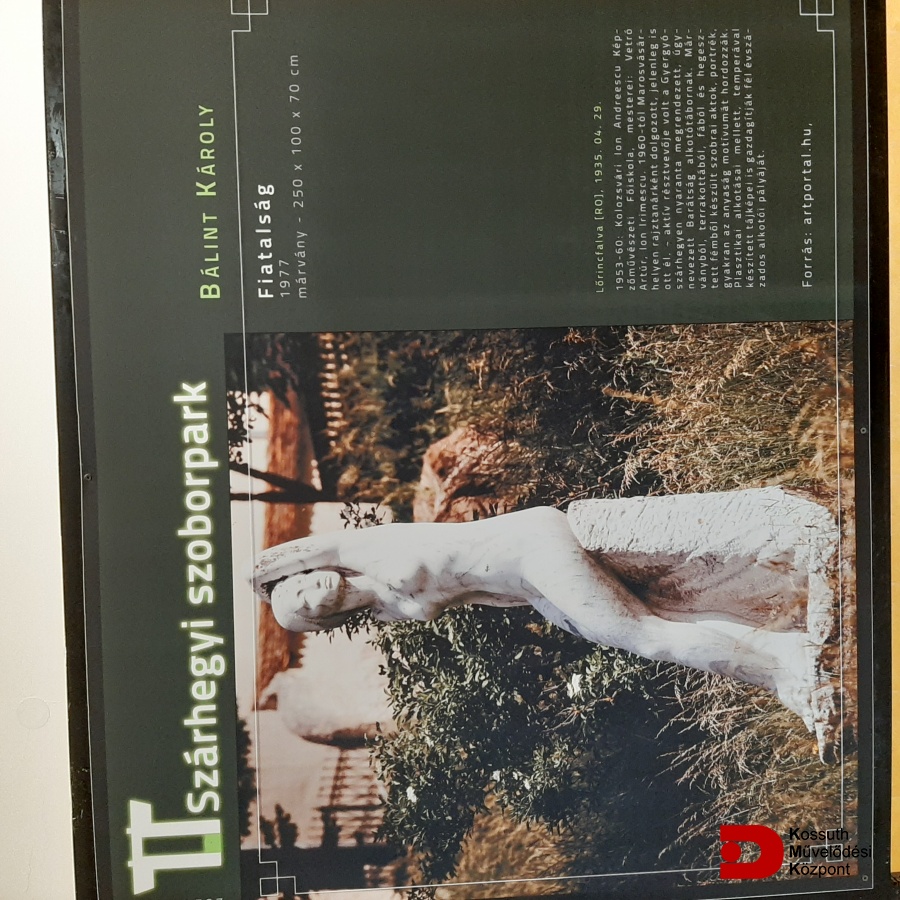 Szárhegyi szoborpark
BÁLINT KÁROLY
Fiatalság
1977
márvány - 250 x 100 x 70 cm
Lőrincfalva [RO], 1935. 04. 29.
1953-60: Kolozsvári Ion Andreescu Kép-
zőművészeti Főiskola, mesterei: Vetró
Artúr, Ion Irimescu. 1960-tól Marosvásár-
helyen rajztanárként dolgozott, jelenleg is
ott él. - aktív résztvevője volt a Gyergyó-
szárhegyen nyaranta megrendezett, úgy-
nevezett Barátság alkotótábornak. Már-
ványból, terrakottából, fából és hegesz-
tett fémből készült szobrai aktok, portrék,
gyakran az anyaság motívumát hordozzák.
Plasztikai alkotásai mellett, temperával
készített tájképei is gazdagítják fél évszá-
zados alkotói pályáját.
Forrás: artportal.hu,
Kossuth
Művelődési
Központ